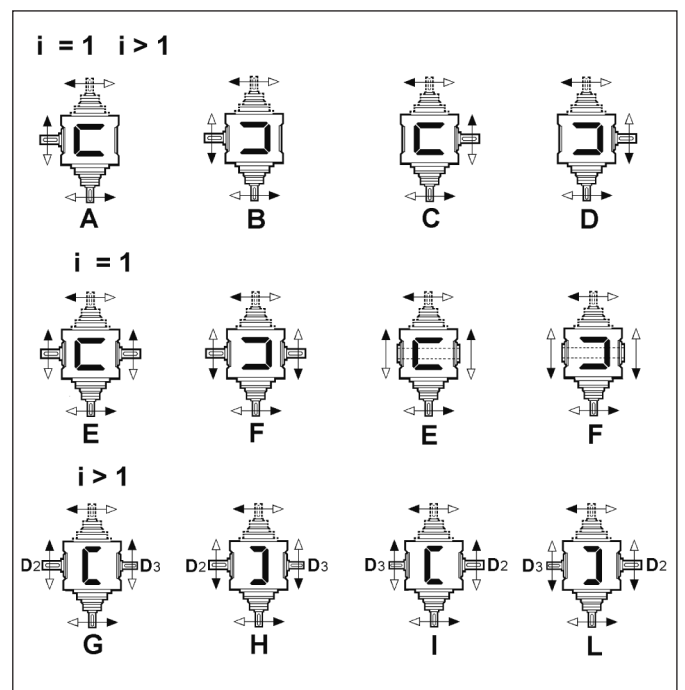 i = 1 i > 1
A B C D
i = 1
E F E F
i > 1
D2 D3 D2 D3 D3 D2 D3 D2
G H I L